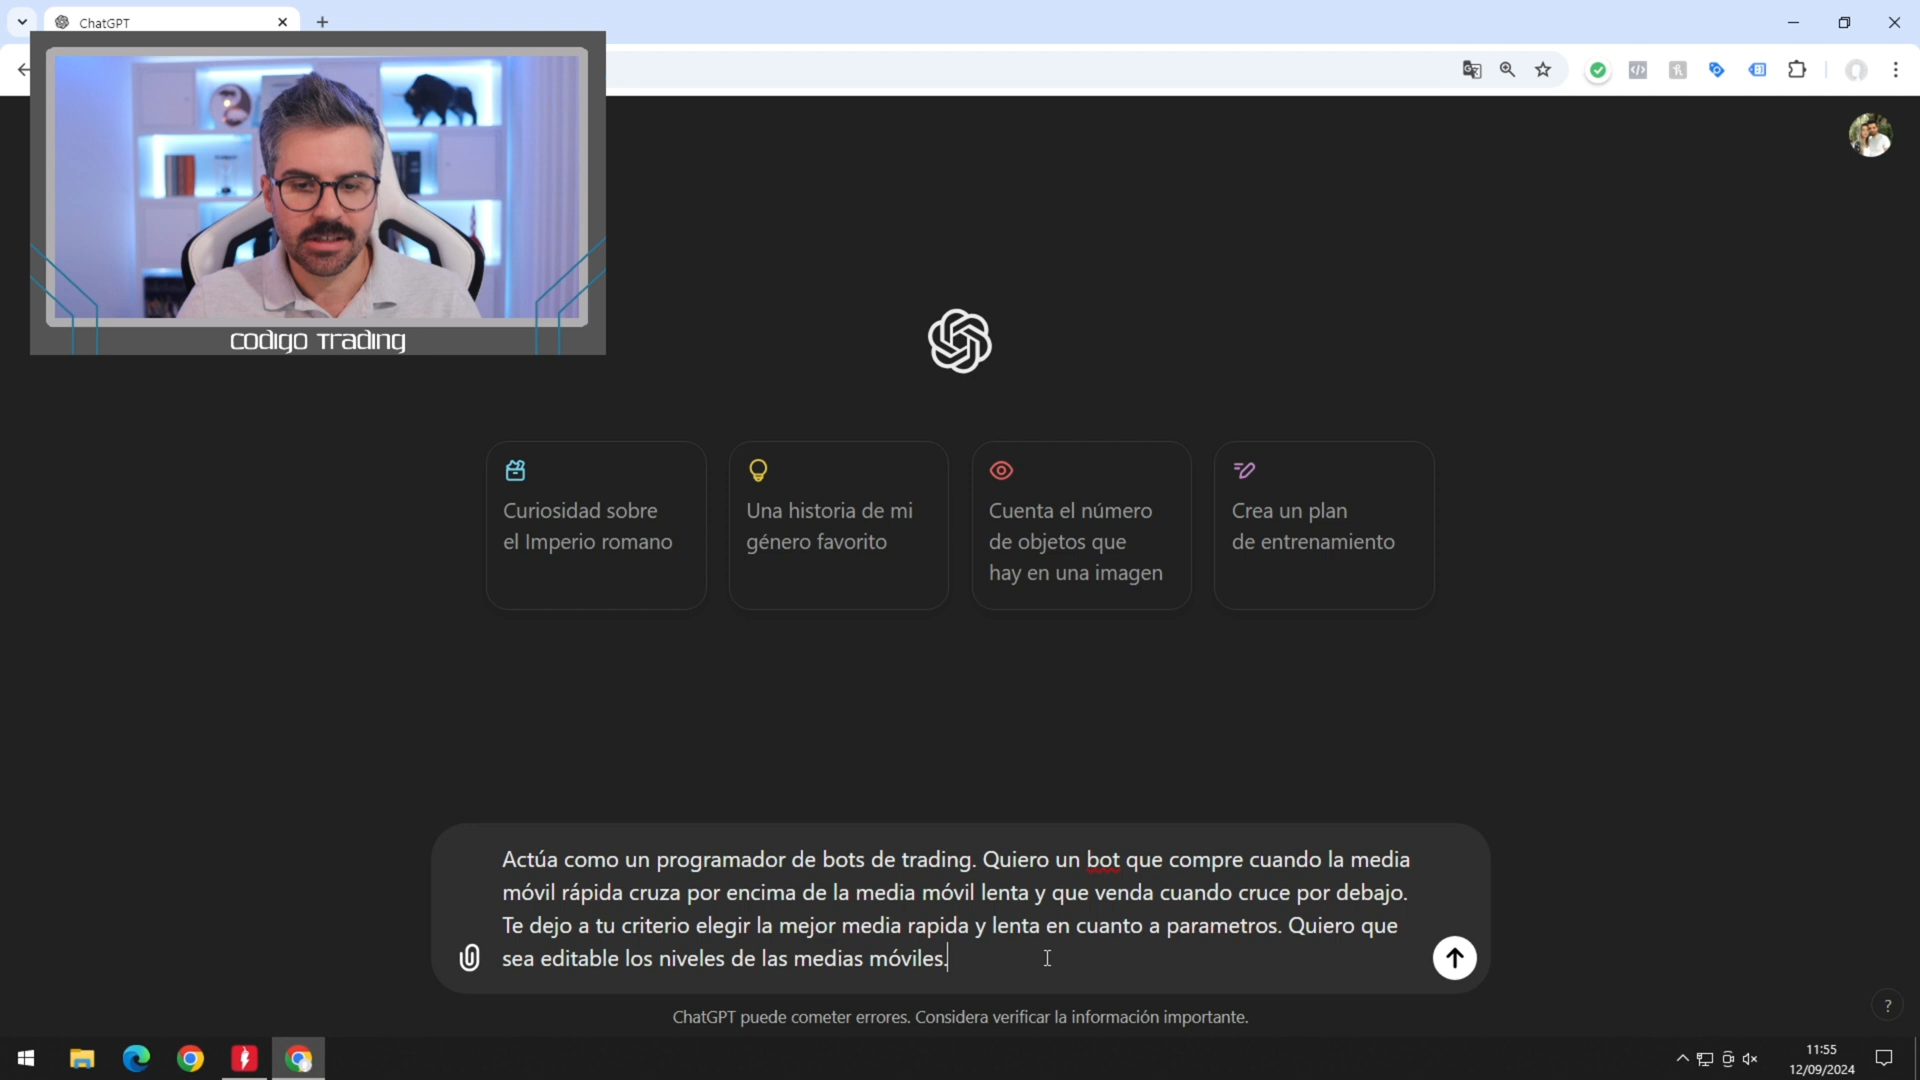 ChatGPT
CODIGO TRADING
Curiosidad sobre
el Imperio romano
Una historia de mi
género favorito
Cuenta el número
de objetos que
hay en una imagen
Crea un plan
de entrenamiento
Actúa como un programador de bots de trading. Quiero un bot que compre cuando la media
móvil rápida cruza por encima de la media móvil lenta y que venda cuando cruce por debajo.
Te dejo a tu criterio elegir la mejor media rapida y lenta en cuanto a parametros. Quiero que
sea editable los niveles de las medias móviles.
ChatGPT puede cometer errores. Considera verificar la información importante.
?
11:55
12/09/2024